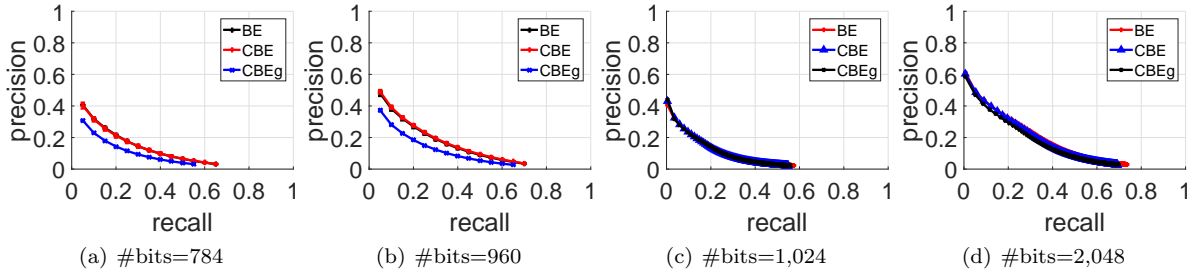 1
0.8
0.6
0.4
0.2
0
precision
BE
CBE
CBEg
0 0.2 0.4 0.6 0.8 1
recall
(a) #bits=784
1
0.8
0.6
0.4
0.2
0
precision
BE
CBE
CBEg
0 0.2 0.4 0.6 0.8 1
recall
(b) #bits=960
1
0.8
0.6
0.4
0.2
0
precision
BE
CBE
CBEg
0 0.2 0.4 0.6 0.8 1
recall
(c) #bits=1,024
1
0.8
0.6
0.4
0.2
0
precision
BE
CBE
CBEg
0 0.2 0.4 0.6 0.8 1
recall
(d) #bits=2,048